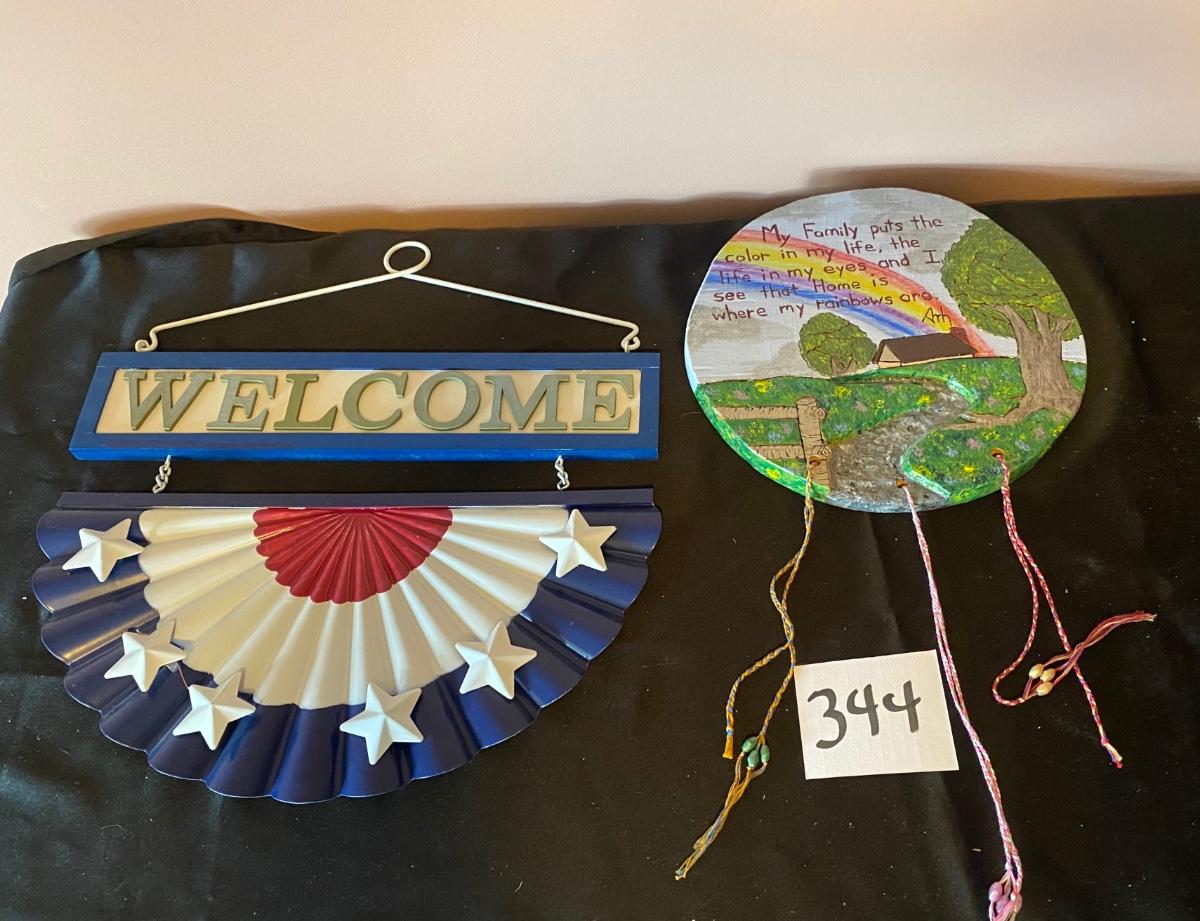 WELCOME
My Family puts the
color in my life, the
life in my eyes and I
see that Home is
where my rainbows are.
344